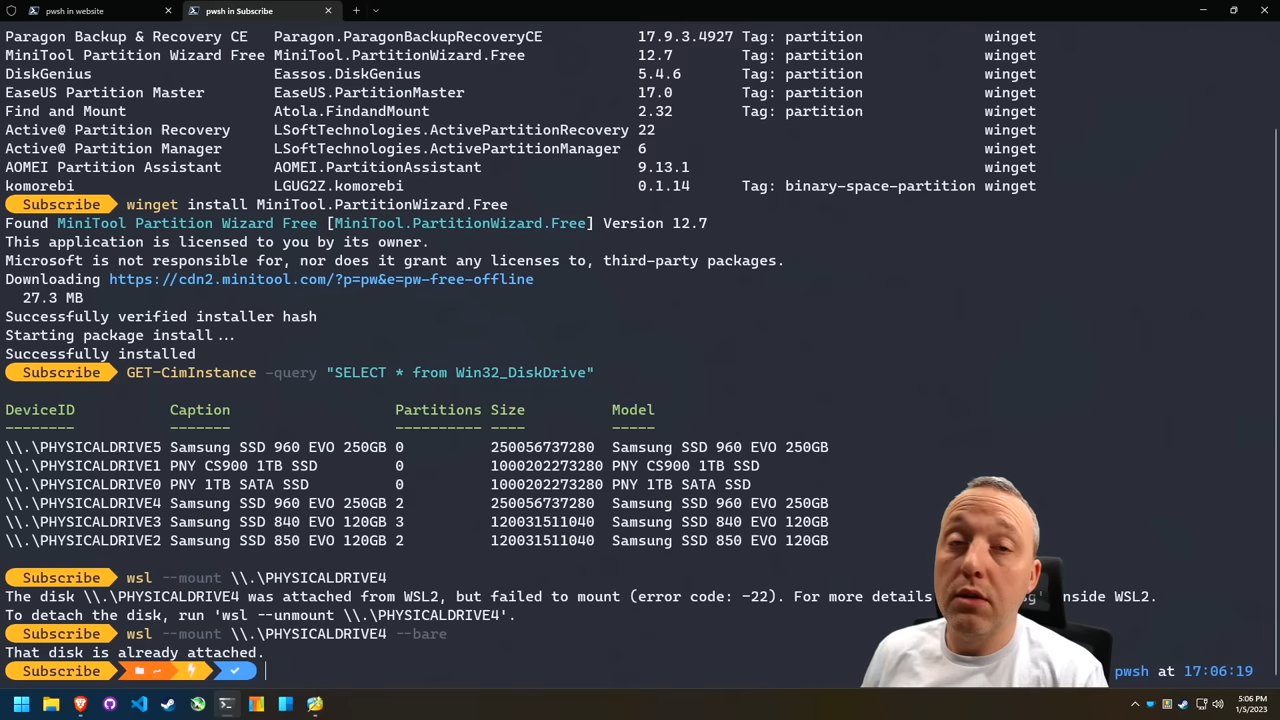 pwsh in website
pwsh in Subscribe
Paragon Backup & Recovery CE Paragon.ParagonBackupRecoveryCE 17.9.3.4927 Tag: partition winget
MiniTool Partition Wizard Free MiniTool.PartitionWizard.Free 12.7 Tag: partition winget
DiskGenius Eassos.DiskGenius 5.4.6 Tag: partition winget
EaseUS Partition Master EaseUS.PartitionMaster 17.0 Tag: partition winget
Find and Mount Atola.FindandMount 2.32 Tag: partition winget
Active@ Partition Recovery LSoftTechnologies.ActivePartitionRecovery 22 winget
Active@ Partition Manager LSoftTechnologies.ActivePartitionManager 6 winget
AOMEI Partition Assistant AOMEI.PartitionAssistant 9.13.1 winget
komorebi LGUG2Z.komorebi 0.1.14 Tag: binary-space-partition winget
Subscribe winget install MiniTool.PartitionWizard.Free
Found MiniTool Partition Wizard Free [MiniTool.PartitionWizard.Free] Version 12.7
This application is licensed to you by its owner.
Microsoft is not responsible for, nor does it grant any licenses to, third-party packages.
Downloading https://cdn2.minitool.com/?p=pw&e=pw-free-offline
27.3 MB
Successfully verified installer hash
Starting package install...
Successfully installed
Subscribe GET-CimInstance -query "SELECT * from Win32_DiskDrive"
DeviceID Caption Partitions Size Model
-------- ------- ---------- ---- -----
\\.\PHYSICALDRIVE5 Samsung SSD 960 EVO 250GB 0 250056737280 Samsung SSD 960 EVO 250GB
\\.\PHYSICALDRIVE1 PNY CS900 1TB SSD 0 1000202273280 PNY CS900 1TB SSD
\\.\PHYSICALDRIVE0 PNY 1TB SATA SSD 0 1000202273280 PNY 1TB SATA SSD
\\.\PHYSICALDRIVE4 Samsung SSD 960 EVO 250GB 2 250056737280 Samsung SSD 960 EVO 250GB
\\.\PHYSICALDRIVE3 Samsung SSD 840 EVO 120GB 3 120031511040 Samsung SSD 840 EVO 120GB
\\.\PHYSICALDRIVE2 Samsung SSD 850 EVO 120GB 2 120031511040 Samsung SSD 850 EVO 120GB
Subscribe wsl --mount \\.\PHYSICALDRIVE4
The disk \\.\PHYSICALDRIVE4 was attached from WSL2, but failed to mount (error code: -22). For more details inside WSL2.
To detach the disk, run 'wsl --unmount \\.\PHYSICALDRIVE4'.
Subscribe wsl --mount \\.\PHYSICALDRIVE4 --bare
That disk is already attached.
Subscribe
pwsh at 17:06:19
5:06 PM
1/5/2023